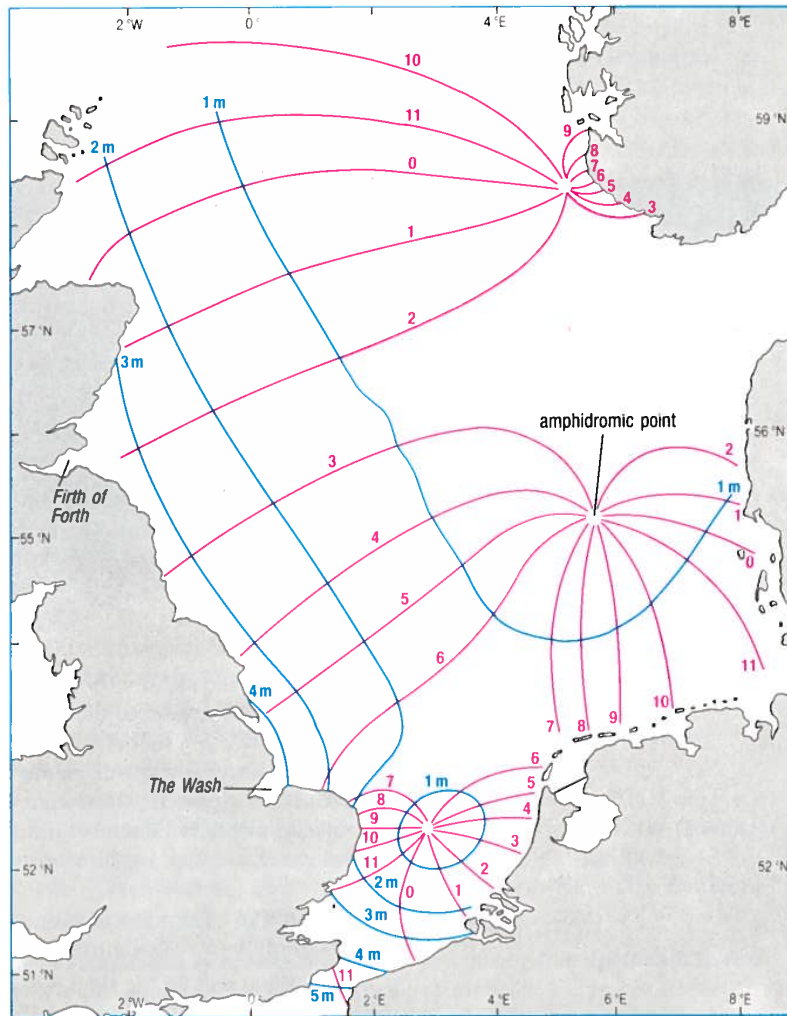 2°W 0° 4°E 8°E
10
1 m
11
59°N
2 m
9
8
0
7
6
5
4
3
1
2
57°N
3 m
amphidromic point
56°N
3
2
1 m
Firth of
Forth
1
55°N
4
0
5
6
11
4 m
10
7 8 9
The Wash
6
7
1 m
5
8
4
9
10
3
52°N
11
2
52°N
2 m
0
1
3 m
4 m
51°N
11
5 m
2°W 0 2°E 4°E 6°E 8°E